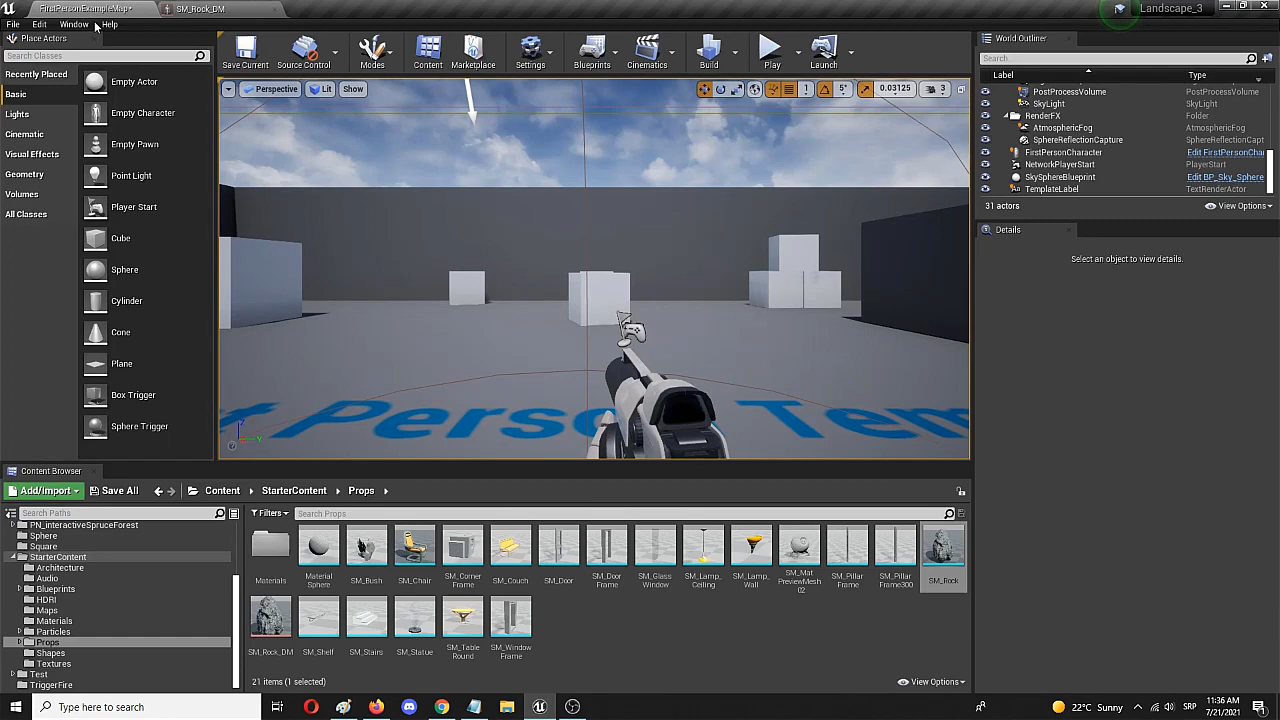 FirstPersonExampleMap*
SM_Rock_DM
Landscape_3
File Edit Window Help
Place Actors
Search Classes
Recently Placed
Basic
Lights
Cinematic
Visual Effects
Geometry
Volumes
All Classes
Empty Actor
Empty Character
Empty Pawn
Point Light
Player Start
Cube
Sphere
Cylinder
Cone
Plane
Box Trigger
Sphere Trigger
Save Current
Source Control
Modes
Content
Marketplace
Settings
Blueprints
Cinematics
Build
Play
Launch
Perspective
Lit
Show
1
5°
0.03125
3
t Person Tem
World Outliner
Search...
Label Type
PostProcessVolume PostProcessVolume
SkyLight SkyLight
RenderFX Folder
AtmosphericFog AtmosphericFog
SphereReflectionCapture SphereReflectionCapt
FirstPersonCharacter Edit FirstPersonChar
NetworkPlayerStart PlayerStart
SkySphereBlueprint Edit BP_Sky_Sphere
TemplateLabel TextRenderActor
31 actors
View Options
Details
Select an object to view details.
Content Browser
Add/Import
Save All
Content
StarterContent
Props
Search Paths
Filters
Search Props
PN_interactiveSpruceForest
Sphere
Square
StarterContent
Architecture
Audio
Blueprints
HDRI
Maps
Materials
Particles
Props
Shapes
Textures
Test
TriggerFire
Materials
Material Sphere
SM_Bush
SM_Chair
SM_Corner Frame
SM_Couch
SM_Door
SM_Door Frame
SM_Glass Window
SM_Lamp_ Ceiling
SM_Lamp_ Wall
SM_Mat PreviewMesh 02
SM_Pillar Frame
SM_Pillar Frame300
SM_Rock
SM_Rock_DM
SM_Shelf
SM_Stairs
SM_Statue
SM_Table Round
SM_Window Frame
21 items (1 selected)
View Options
Type here to search
22°C Sunny
SRP
11:36 AM
7/21/2021